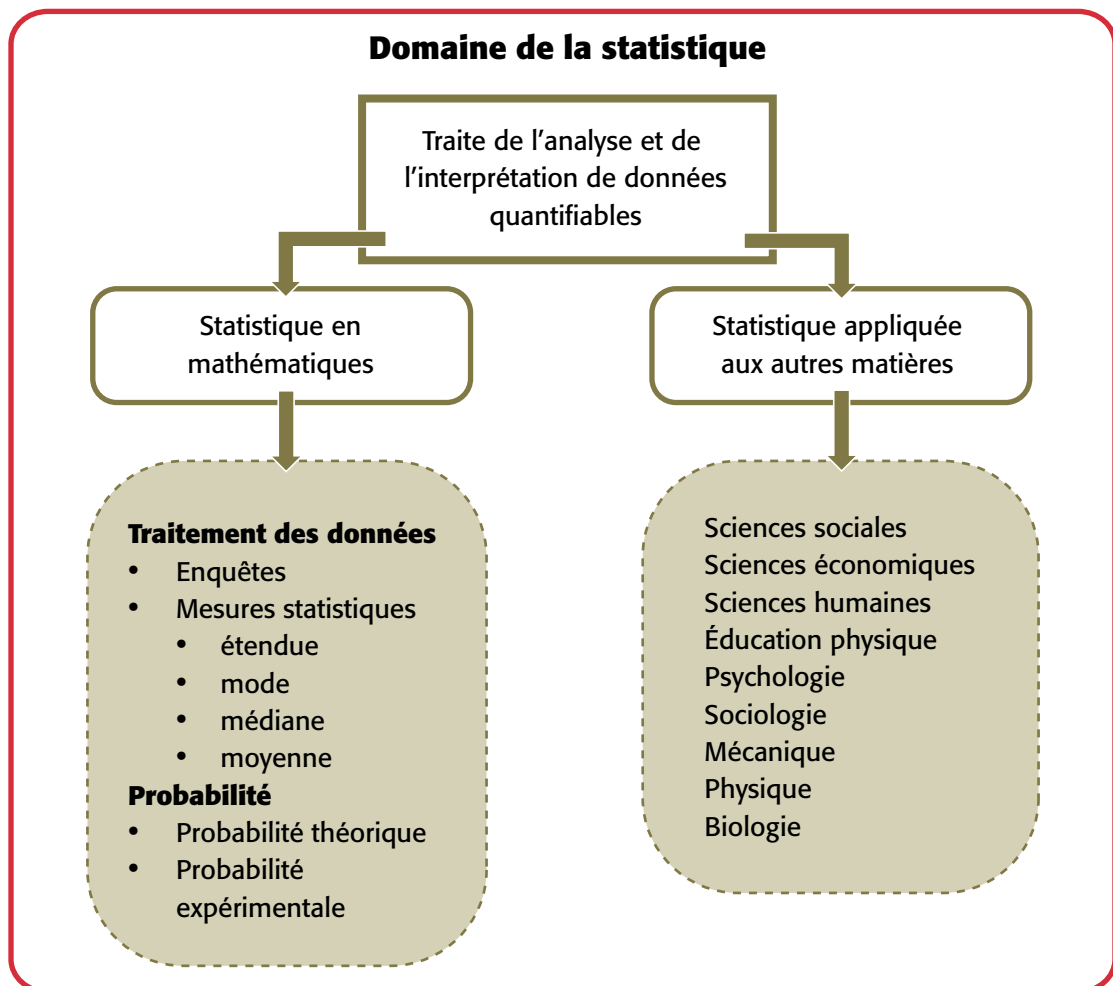 Domaine de la statistique
Traite de l'analyse et de
l'interprétation de données
quantifiables
Statistique en
mathématiques
Statistique appliquée
aux autres matières
Traitement des données
• Enquêtes
• Mesures statistiques
• étendue
• mode
• médiane
• moyenne
Probabilité
• Probabilité théorique
• Probabilité
expérimentale
Sciences sociales
Sciences économiques
Sciences humaines
Éducation physique
Psychologie
Sociologie
Mécanique
Physique
Biologie